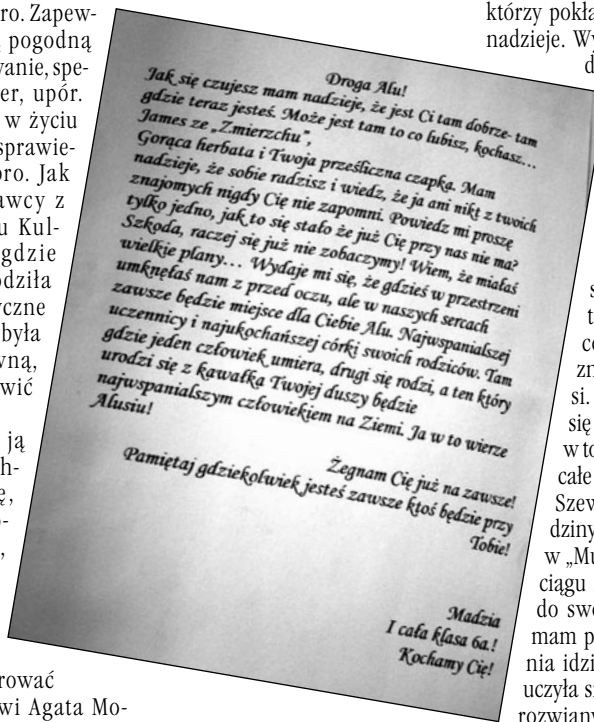 ro. Zapew-
pogodną
wanie, spe-
er, upór.
w życiu
sprawie-
oro. Jak
awcy z
u Kul-
gdzie
odziła
yczne
była
wną,
wić
ją
ch-
ę,
o-
,
rować
wi Agata Mo-
Droga Alu!
Jak się czujesz mam nadzieje, że jest Ci tam dobrze- tam
gdzie teraz jesteś. Może jest tam to co lubisz, kochasz...
James ze „Zmierzchu”,
Gorąca herbata i Twoja prześliczna czapka. Mam
nadzieje, że sobie radzisz i wiedz, że ja ani nikt z twoich
znajomych nigdy Cię nie zapomni. Powiedz mi proszę
tylko jedno, jak to się stało że już Cię przy nas nie ma?
Szkoda, raczej się już nie zobaczymy! Wiem, że miałaś
wielkie plany... Wydaje mi się, że gdzieś w przestrzeni
umknęłaś nam z przed oczu, ale w naszych sercach
zawsze będzie miejsce dla Ciebie Alu. Najwspanialszej
uczennicy i najukochańszej córki swoich rodziców. Tam
gdzie jeden człowiek umiera, drugi się rodzi, a ten który
urodzi się z kawałka Twojej duszy będzie
najwspanialszym człowiekiem na Ziemi. Ja w to wierze
Alusiu!
Żegnam Cię już na zawsze!
Pamiętaj gdziekolwiek jesteś zawsze ktoś będzie przy
Tobie!
Madzia
I cała klasa 6a.!
Kochamy Cię!
którzy pokła
nadzieje. Wy
d
s
t
co
zn
si.
się
w to
całe
Szew
dziny
w „Mu
ciągu
do swo
mam p
nia idzi
uczyła si
rozwiany